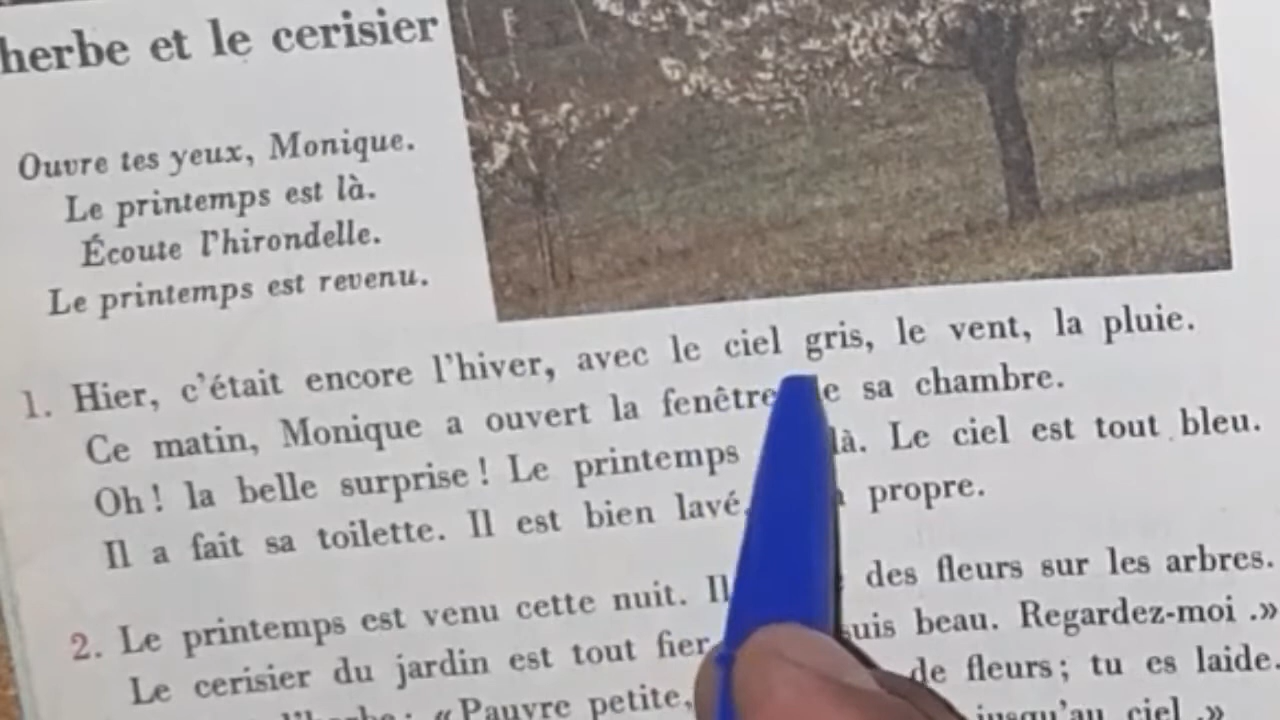 herbe et le cerisier
Ouvre tes yeux, Monique.
Le printemps est là.
Écoute l'hirondelle.
Le printemps est revenu.
1. Hier, c'était encore l'hiver, avec le ciel gris, le vent, la pluie.
Ce matin, Monique a ouvert la fenêtre sa chambre.
Oh ! la belle surprise ! Le printemps là. Le ciel est tout bleu.
Il a fait sa toilette. Il est bien lavé, propre.
2. Le printemps est venu cette nuit. Il des fleurs sur les arbres.
Le cerisier du jardin est tout fier beau. Regardez-moi .»
« Pauvre petite, de fleurs ; tu es laide.
jusqu'au ciel .»